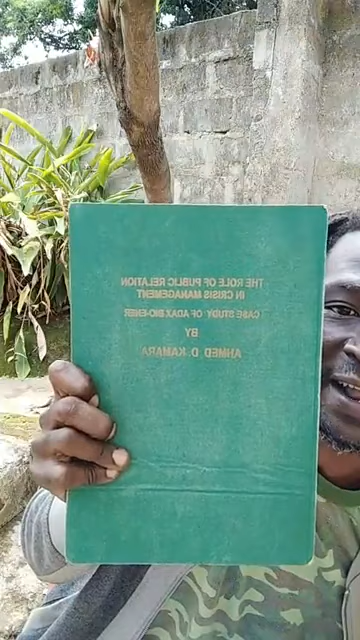 THE ROLE OF PUBLIC RELATION
IN CRISIS MANAGEMENT
CASE STUDY OF ADAX BIO-ENER
BY
AHMED D. KAMARA